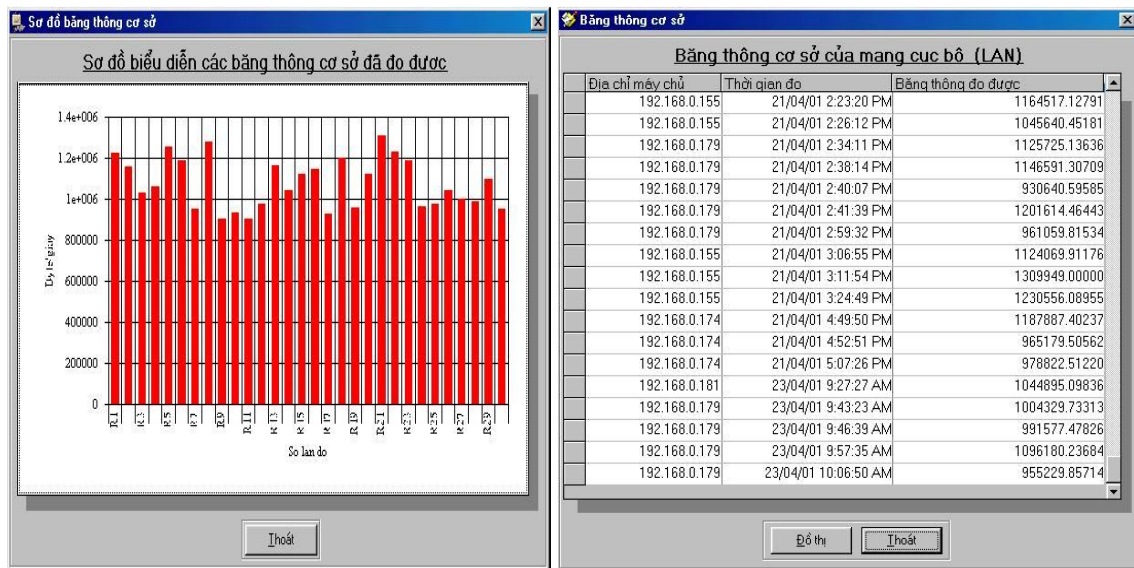 Sơ đồ băng thông cơ sở
Sơ đồ biểu diễn các băng thông cơ sở đã đo được
1.4e+006
1.2e+006
1e+006
800000
600000
400000
200000
0
By te/ giay
R1 R3 R5 R7 R9 R11 R13 R15 R17 R19 R21 R23 R25 R27 R29
So lan do
Thoát
Băng thông cơ sở
Băng thông cơ sở của mang cuc bô (LAN)
Đia chỉ máy chủ Thời gian đo Băng thông đo được
192.168.0.155 21/04/01 2:23:20 PM 1164517.12791
192.168.0.155 21/04/01 2:26:12 PM 1045640.45181
192.168.0.179 21/04/01 2:34:11 PM 1125725.13636
192.168.0.179 21/04/01 2:38:14 PM 1146591.30709
192.168.0.179 21/04/01 2:40:07 PM 930640.59585
192.168.0.179 21/04/01 2:41:39 PM 1201614.46443
192.168.0.179 21/04/01 2:59:32 PM 961059.81534
192.168.0.155 21/04/01 3:06:55 PM 1124069.91176
192.168.0.155 21/04/01 3:11:54 PM 1309949.00000
192.168.0.155 21/04/01 3:24:49 PM 1230556.08955
192.168.0.174 21/04/01 4:49:50 PM 1187887.40237
192.168.0.174 21/04/01 4:52:51 PM 965179.50562
192.168.0.174 21/04/01 5:07:26 PM 978822.51220
192.168.0.181 23/04/01 9:27:27 AM 1044895.09836
192.168.0.179 23/04/01 9:43:23 AM 1004329.73313
192.168.0.179 23/04/01 9:46:39 AM 991577.47826
192.168.0.179 23/04/01 9:57:35 AM 1096180.23684
192.168.0.179 23/04/01 10:06:50 AM 955229.85714
Đồ thị Thoát